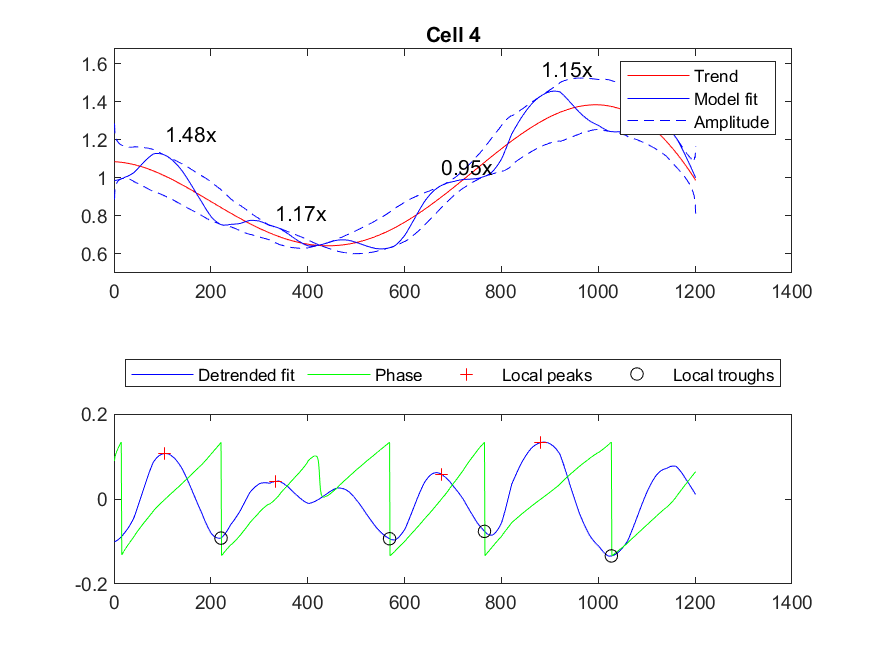 Cell 4
1.6
1.4
1.2
1
0.8
0.6
1.48x
1.17x
0.95x
1.15x
Trend
Model fit
Amplitude
0 200 400 600 800 1000 1200 1400
Detrended fit Phase Local peaks Local troughs
0.2
0
-0.2
0 200 400 600 800 1000 1200 1400